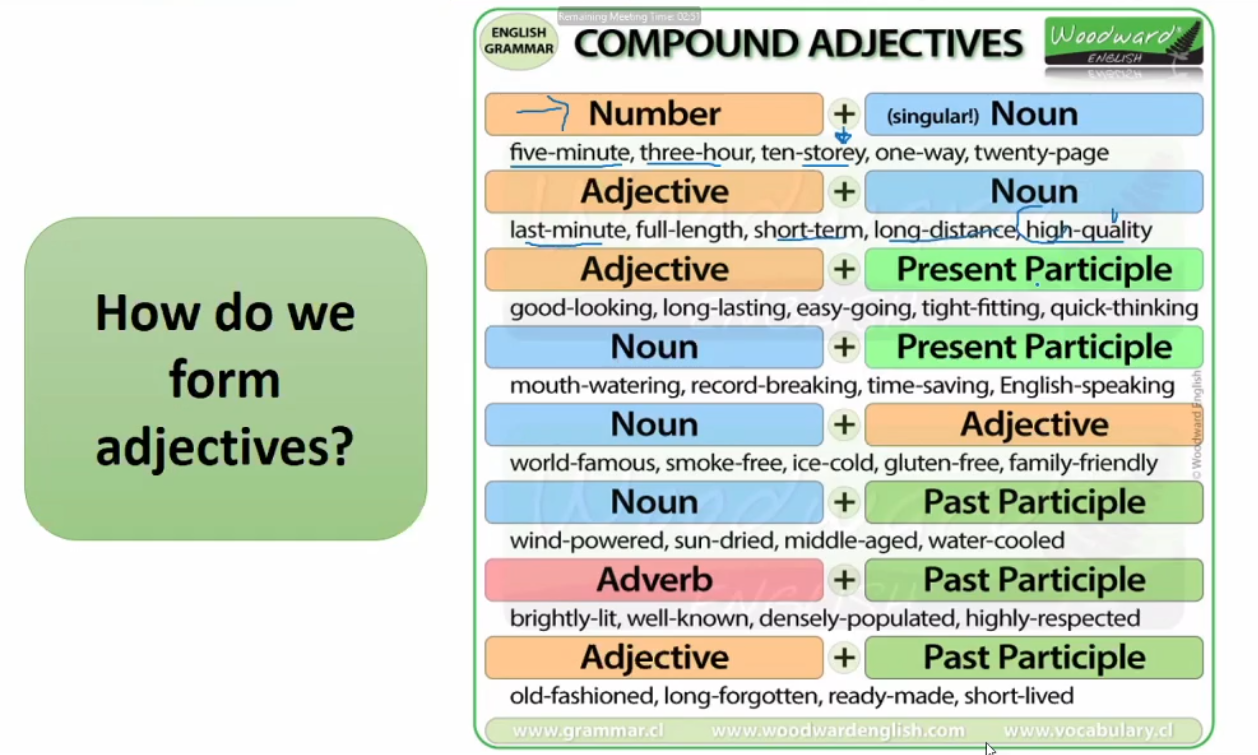 Remaining Meeting Time: 02:51
ENGLISH
GRAMMAR
COMPOUND ADJECTIVES
Woodward®
ENGLISH
How do we
form
adjectives?
Number + (singular!) Noun
five-minute, three-hour, ten-storey, one-way, twenty-page
Adjective + Noun
last-minute, full-length, short-term, long-distance, high-quality
Adjective + Present Participle
good-looking, long-lasting, easy-going, tight-fitting, quick-thinking
Noun + Present Participle
mouth-watering, record-breaking, time-saving, English-speaking
Noun + Adjective
world-famous, smoke-free, ice-cold, gluten-free, family-friendly
Noun + Past Participle
wind-powered, sun-dried, middle-aged, water-cooled
Adverb + Past Participle
brightly-lit, well-known, densely-populated, highly-respected
Adjective + Past Participle
old-fashioned, long-forgotten, ready-made, short-lived
© Woodward English
www.grammar.cl www.woodwardenglish.com www.vocabulary.cl